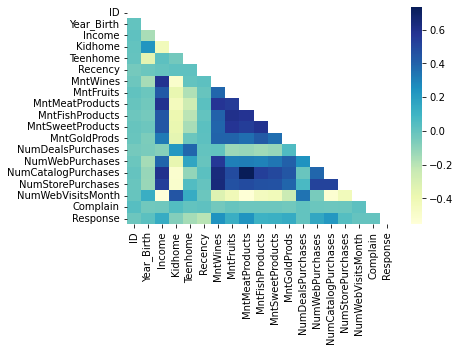 ID
Year_Birth
Income
Kidhome
Teenhome
Recency
MntWines
MntFruits
MntMeatProducts
MntFishProducts
MntSweetProducts
MntGoldProds
NumDealsPurchases
NumWebPurchases
NumCatalogPurchases
NumStorePurchases
NumWebVisitsMonth
Complain
Response
ID
Year_Birth
Income
Kidhome
Teenhome
Recency
MntWines
MntFruits
MntMeatProducts
MntFishProducts
MntSweetProducts
MntGoldProds
NumDealsPurchases
NumWebPurchases
NumCatalogPurchases
NumStorePurchases
NumWebVisitsMonth
Complain
Response
0.6
0.4
0.2
0.0
−0.2
−0.4